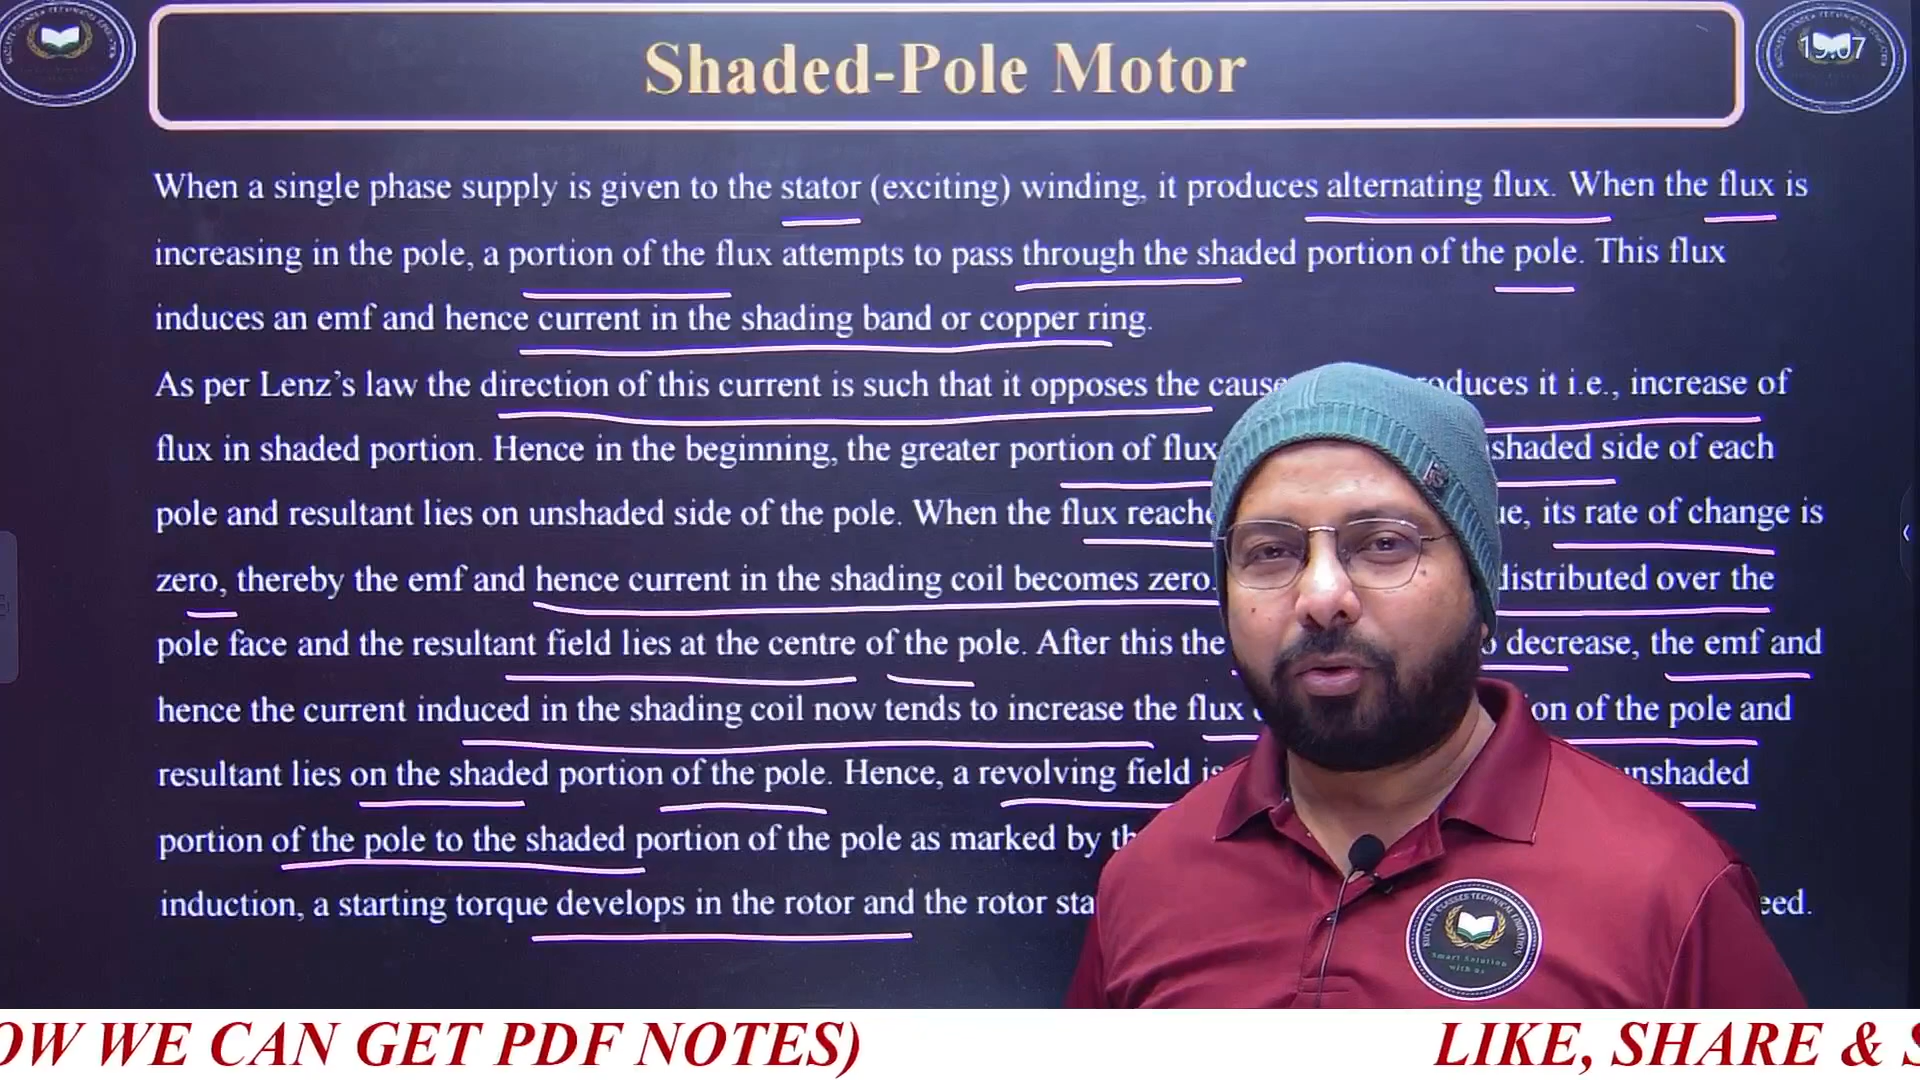 Shaded-Pole Motor
19:07
When a single phase supply is given to the stator (exciting) winding, it produces alternating flux. When the flux is
increasing in the pole, a portion of the flux attempts to pass through the shaded portion of the pole. This flux
induces an emf and hence current in the shading band or copper ring.
As per Lenz’s law the direction of this current is such that it opposes the cause it i.e., increase of
flux in shaded portion. Hence in the beginning, the greater portion of flux shaded side of each
pole and resultant lies on unshaded side of the pole. When the flux its rate of change is
zero, thereby the emf and hence current in the shading coil becomes zero. distributed over the
pole face and the resultant field lies at the centre of the pole. After this the decrease, the emf and
hence the current induced in the shading coil now tends to increase the flux on of the pole and
resultant lies on the shaded portion of the pole. Hence, a revolving field is unshaded
portion of the pole to the shaded portion of the pole as marked by
induction, a starting torque develops in the rotor and the rotor eed.
SUCCESS CLASSES TECHNICAL EDUCATION
Smart Solution
with us
OW WE CAN GET PDF NOTES) LIKE, SHARE & S